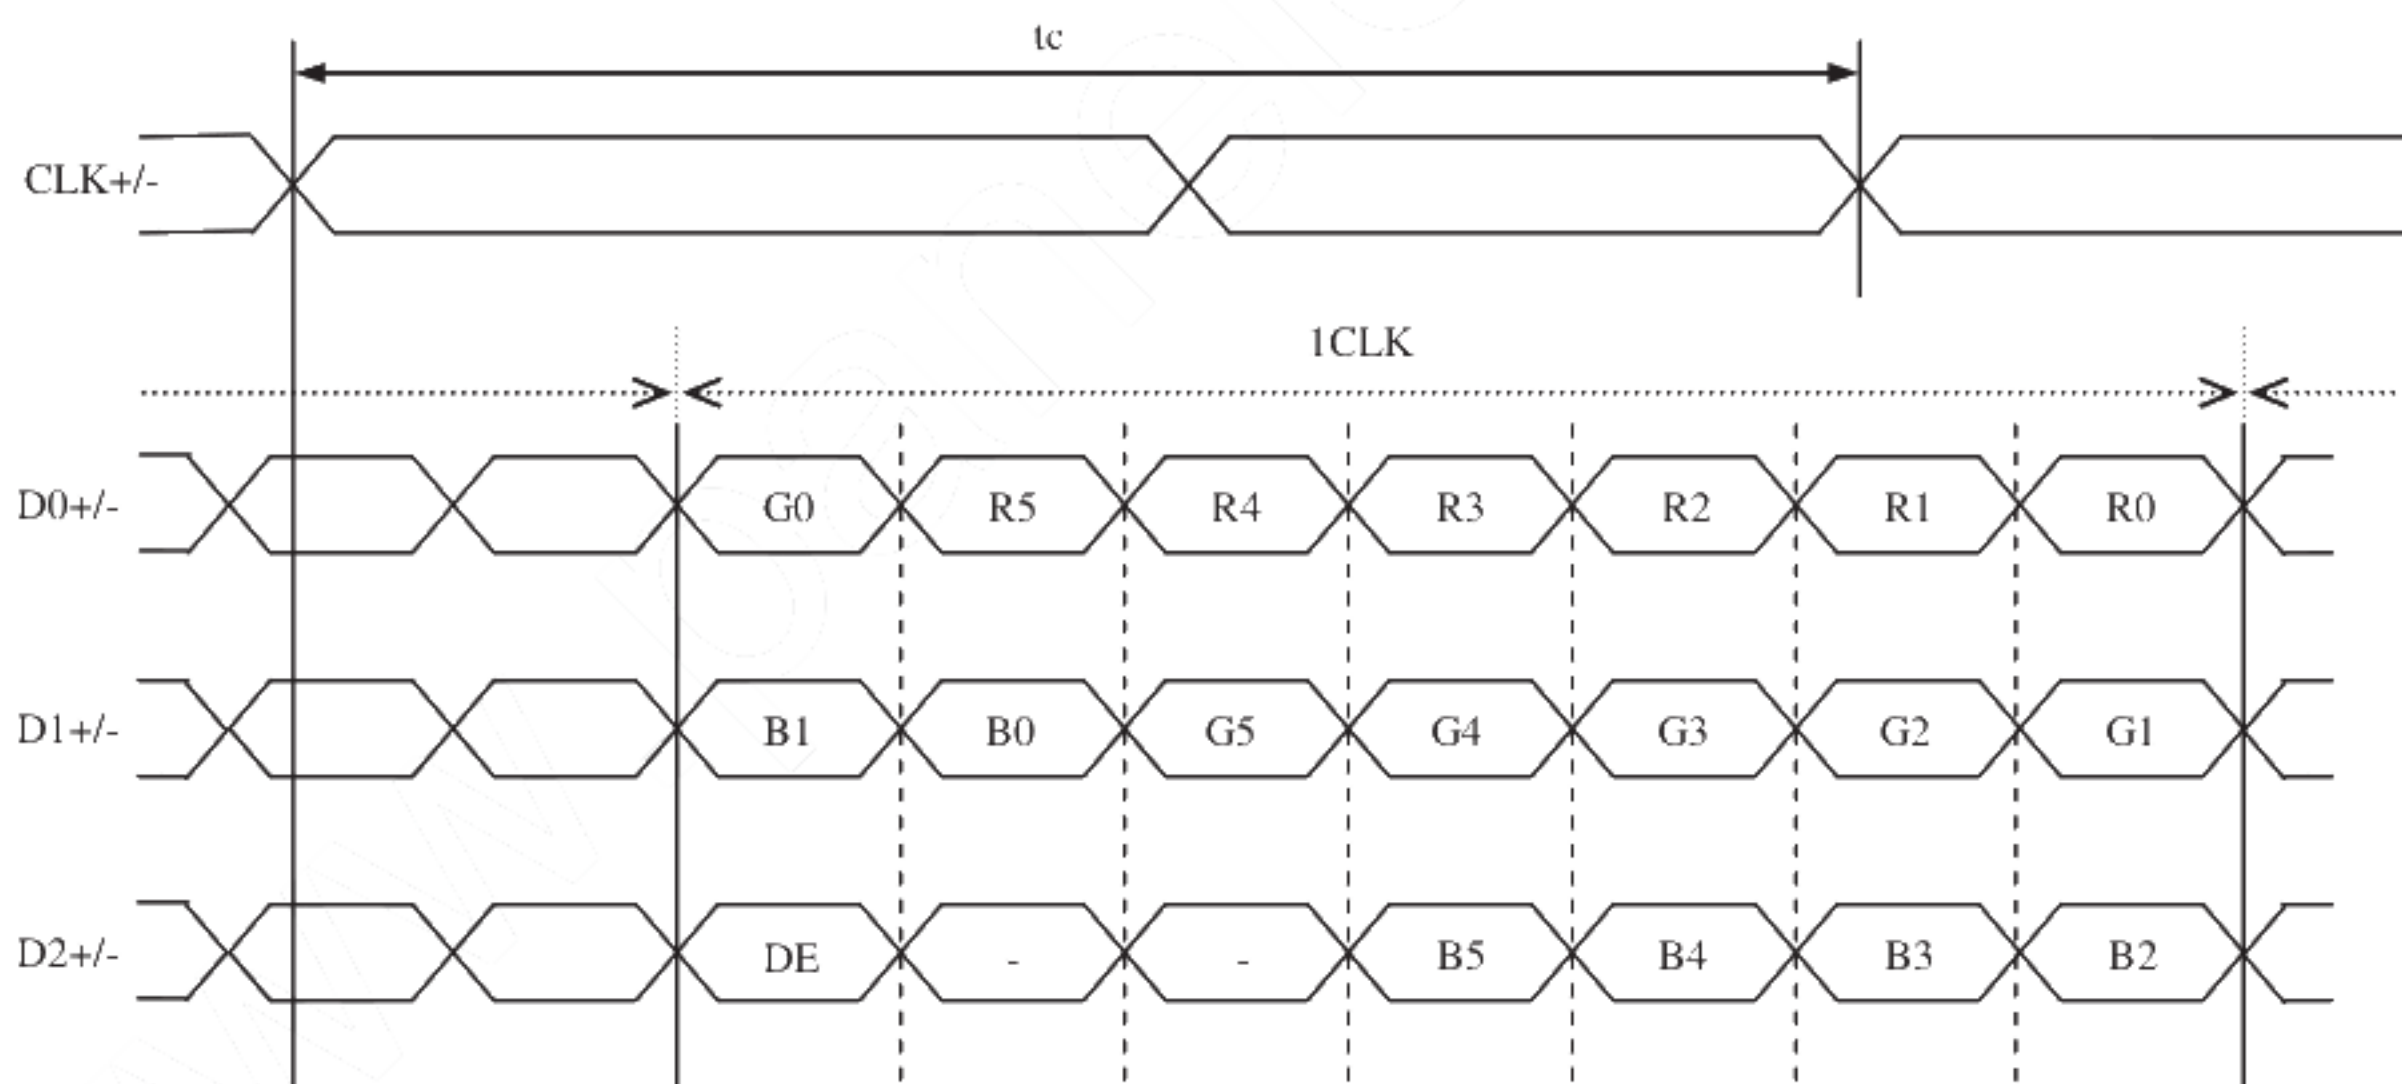 tc
CLK+/-
1CLK
D0+/- G0 R5 R4 R3 R2 R1 R0
D1+/- B1 B0 G5 G4 G3 G2 G1
D2+/- DE - - B5 B4 B3 B2